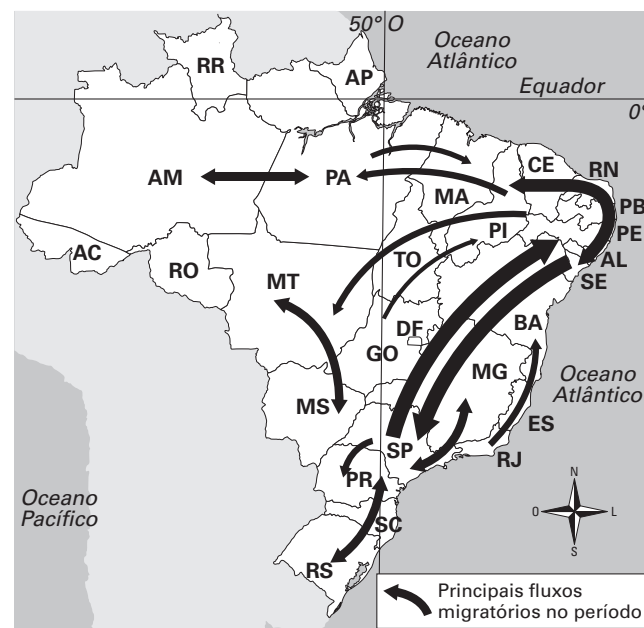 50° O
Oceano
Atlântico
RR
AP
Equador
0°
CE
RN
AM
PA
MA
PB
PI
PE
AC
TO
AL
RO
SE
MT
BA
DF
GO
MG
Oceano
Atlântico
MS
ES
SP
RJ
PR
Oceano
Pacífico
N
O
L
S
SC
RS
Principais fluxos
migratórios no período